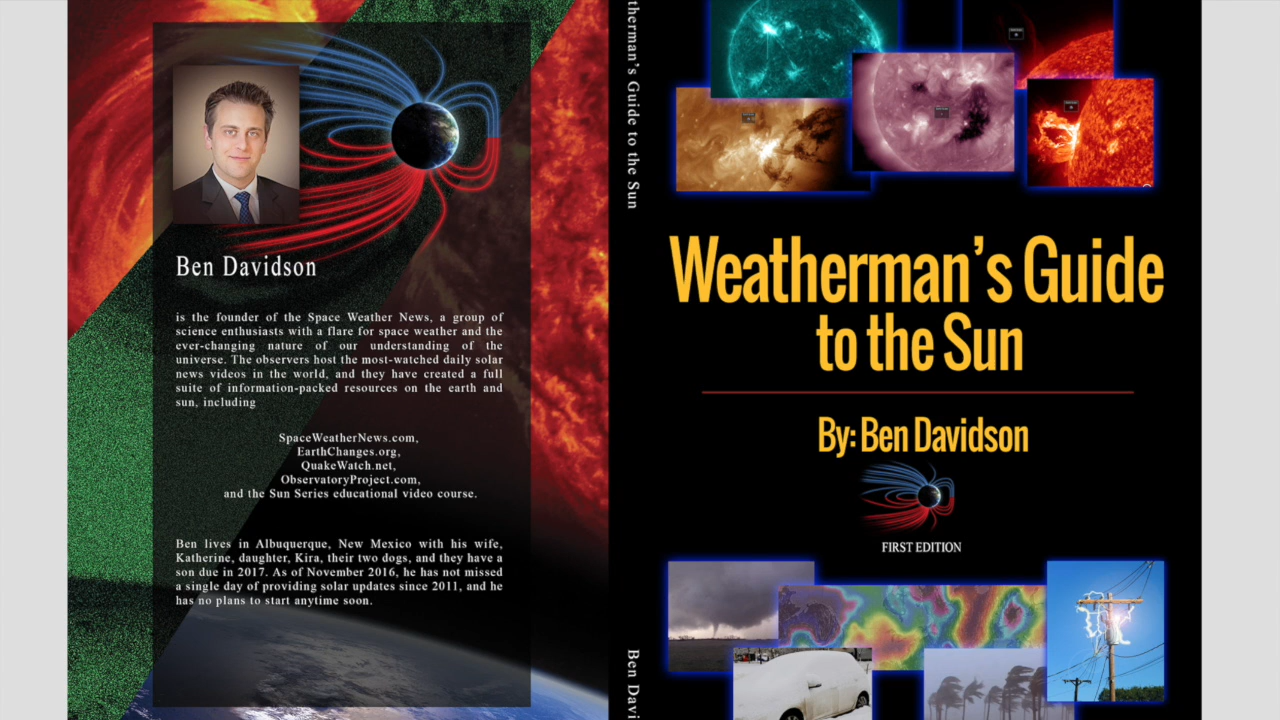 Ben Davidson
is the founder of the Space Weather News, a group of
science enthusiasts with a flare for space weather and the
ever-changing nature of our understanding of the
universe. The observers host the most-watched daily solar
news videos in the world, and they have created a full
suite of information-packed resources on the earth and
sun, including
SpaceWeatherNews.com,
EarthChanges.org,
QuakeWatch.net,
ObservatoryProject.com,
and the Sun Series educational video course.
Ben lives in Albuquerque, New Mexico with his wife,
Katherine, daughter, Kira, their two dogs, and they have a
son due in 2017. As of November 2016, he has not missed
a single day of providing solar updates since 2011, and he
has no plans to start anytime soon.
therman's Guide to the Sun
Ben Davi
Weatherman's Guide
to the Sun
By: Ben Davidson
FIRST EDITION